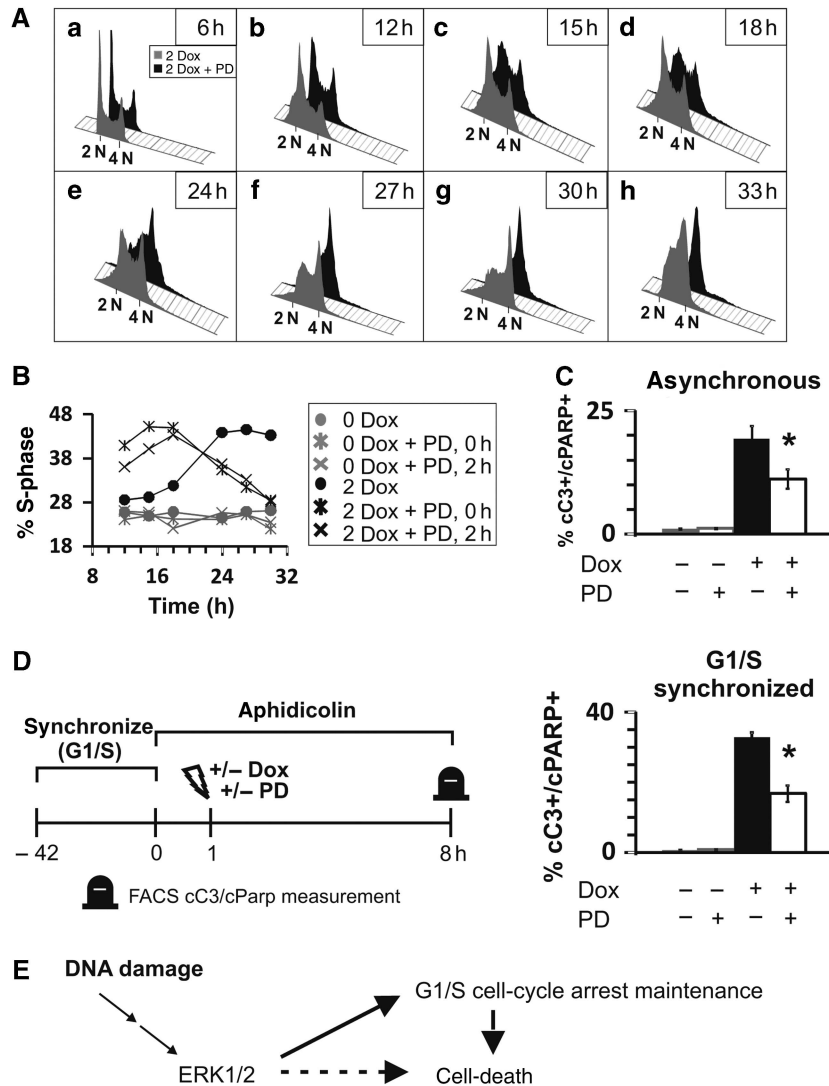 A
a
6 h
2 Dox
2 Dox + PD
2 N
4 N
b
12 h
2 N
4 N
c
15 h
2 N
4 N
d
18 h
2 N
4 N
e
24 h
2 N
4 N
f
27 h
2 N
4 N
g
30 h
2 N
4 N
h
33 h
2 N
4 N
B
% S-phase
48
38
28
18
8 16 24 32
Time (h)
0 Dox
0 Dox + PD, 0 h
0 Dox + PD, 2 h
2 Dox
2 Dox + PD, 0 h
2 Dox + PD, 2 h
C
Asynchronous
% cC3+/cPARP+
25
0
*
Dox – – + +
PD – + – +
D
Synchronize
(G1/S)
Aphidicolin
+/– Dox
+/– PD
– 42 0 1 8 h
FACS cC3/cParp measurement
G1/S
synchronized
% cC3+/cPARP+
40
0
*
Dox – – + +
PD – + – +
E
DNA damage
G1/S cell-cycle arrest maintenance
ERK1/2
Cell-death